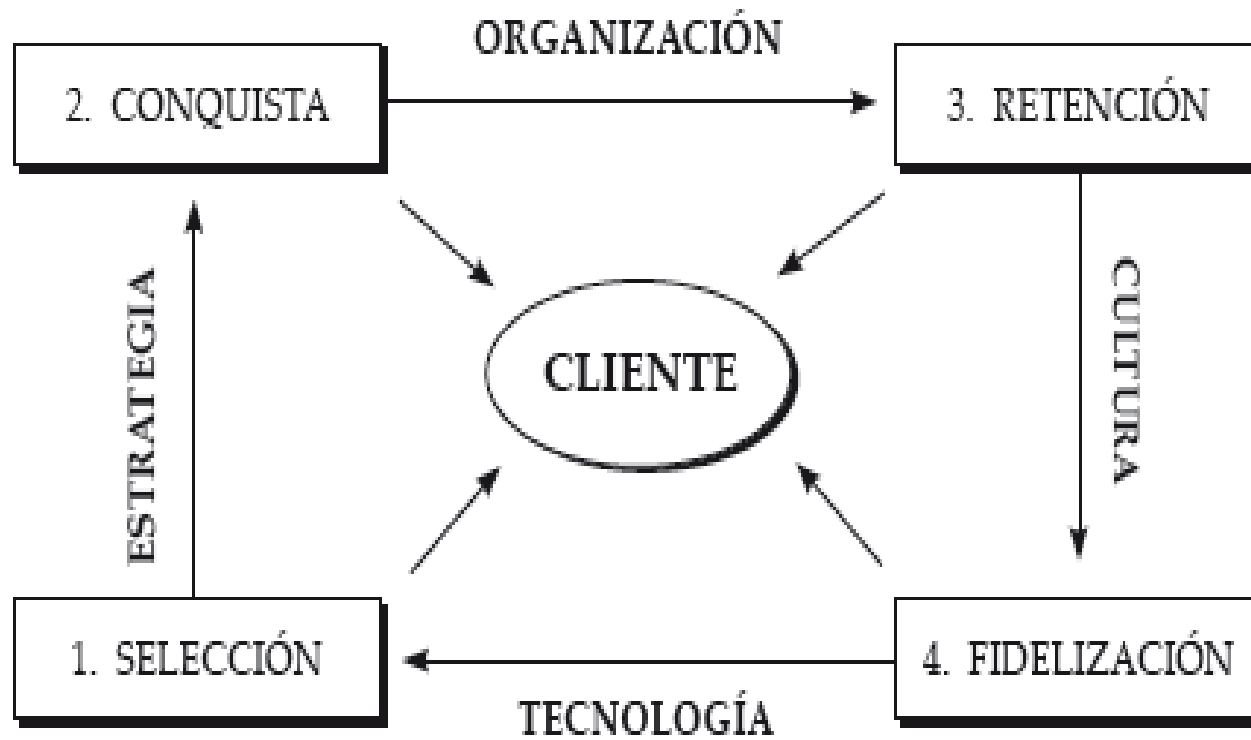 ORGANIZACIÓN
2. CONQUISTA
3. RETENCIÓN
ESTRATEGIA
CLIENTE
CULTURA
1. SELECCIÓN
4. FIDELIZACIÓN
TECNOLOGÍA